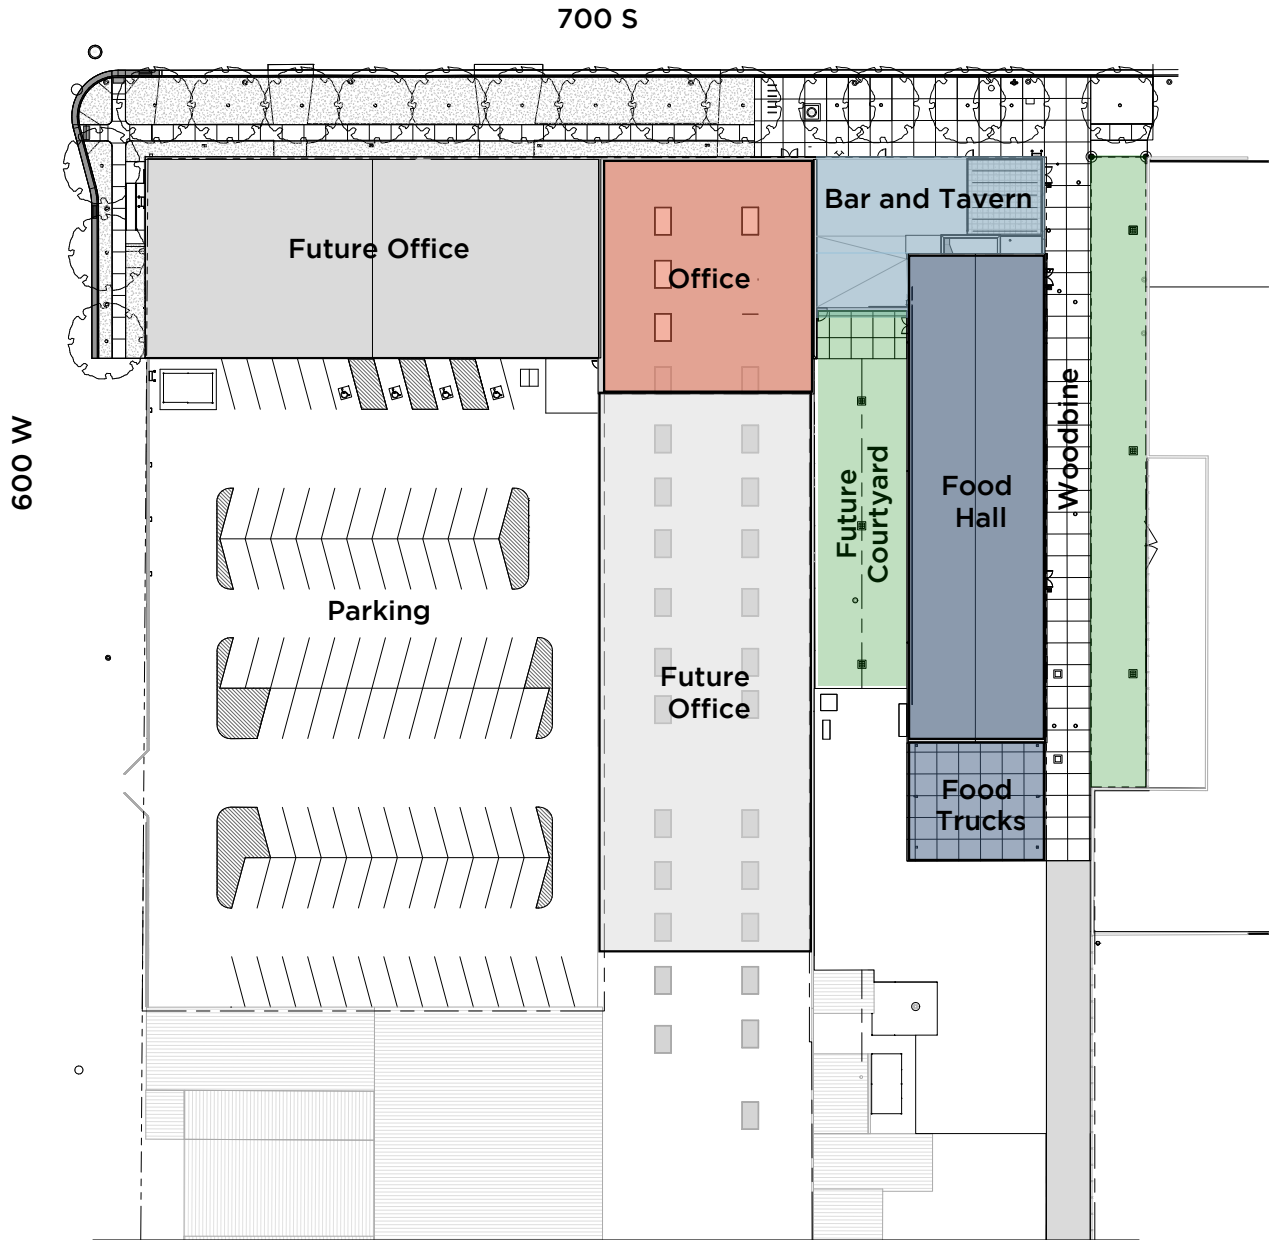 700 S
Bar and Tavern
Future Office
Office
600 W
Woodbine
Future
Courtyard
Food
Hall
Parking
Future
Office
Food
Trucks